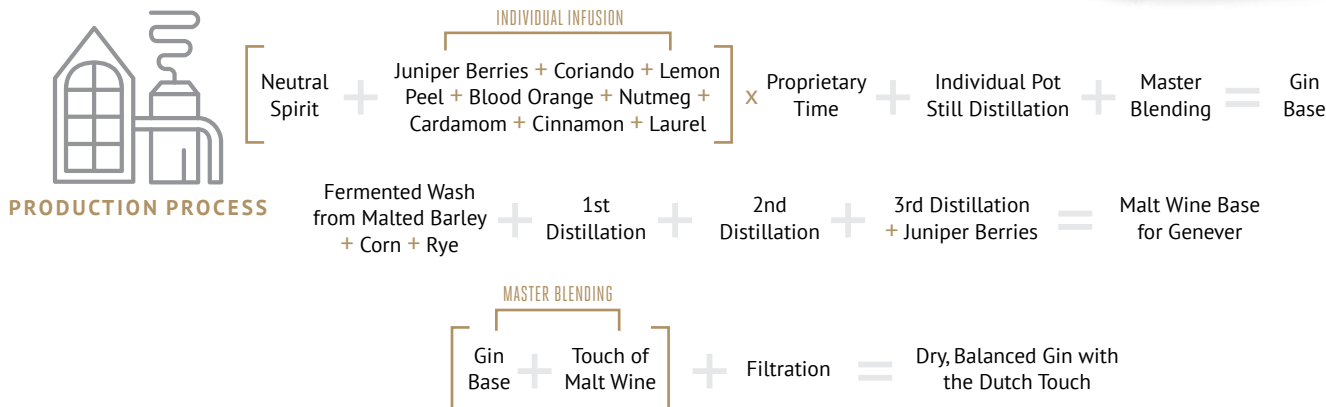 INDIVIDUAL INFUSION
Neutral
Spirit
+
Juniper Berries + Coriando + Lemon
Peel + Blood Orange + Nutmeg +
Cardamom + Cinnamon + Laurel
x
Proprietary
Time
+
Individual Pot
Still Distillation
+
Master
Blending
=
Gin
Base
PRODUCTION PROCESS
Fermented Wash
from Malted Barley
+ Corn + Rye
+
1st
Distillation
+
2nd
Distillation
+
3rd Distillation
+ Juniper Berries
=
Malt Wine Base
for Genever
MASTER BLENDING
Gin
Base
+
Touch of
Malt Wine
+
Filtration
=
Dry, Balanced Gin with
the Dutch Touch